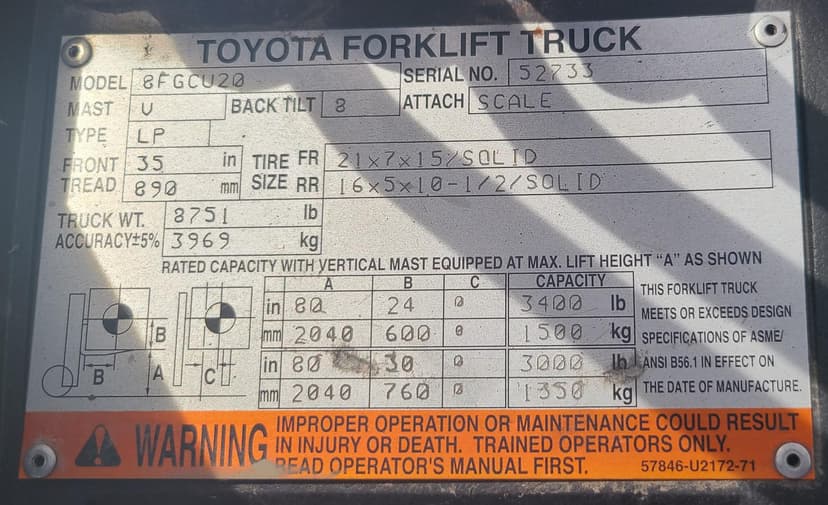 TOYOTA FORKLIFT TRUCK
MODEL 8FGCU20 SERIAL NO. 52733
MAST V BACK TILT 8 ATTACH SCALE
TYPE LP
FRONT TREAD 35 in TIRE SIZE FR 21x7x15/SOLID
890 mm RR 16x5x10-1/2/SOLID
TRUCK WT. 8751 lb
ACCURACY±5% 3969 kg
RATED CAPACITY WITH VERTICAL MAST EQUIPPED AT MAX. LIFT HEIGHT “A” AS SHOWN
A B C CAPACITY
in 80 24 0 3400 lb
mm 2040 600 0 1500 kg
in 80 30 0 3000 lb
mm 2040 760 0 1350 kg
B
B A C
THIS FORKLIFT TRUCK
MEETS OR EXCEEDS DESIGN
SPECIFICATIONS OF ASME/
ANSI B56.1 IN EFFECT ON
THE DATE OF MANUFACTURE.
WARNING
IMPROPER OPERATION OR MAINTENANCE COULD RESULT
IN INJURY OR DEATH. TRAINED OPERATORS ONLY.
READ OPERATOR'S MANUAL FIRST. 57846-U2172-71